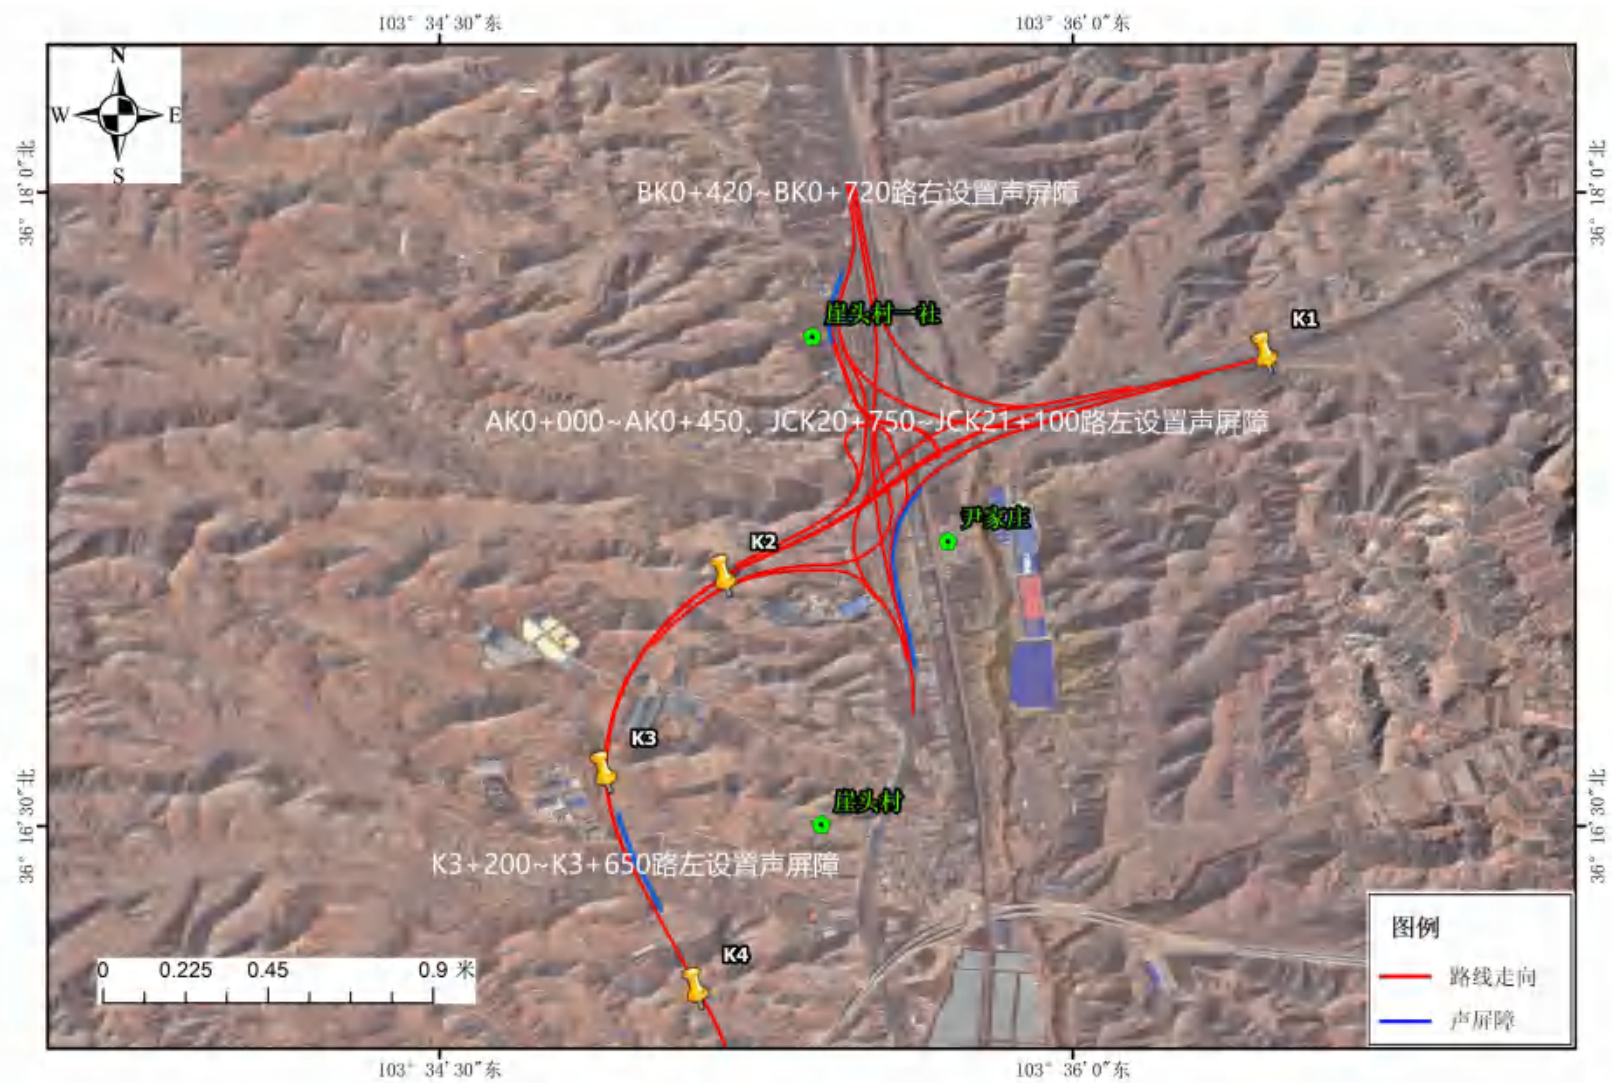 103° 34′30″东
103° 36′0″东
N
W
E
S
36° 18′0″北
36° 18′0″北
BK0+420~BK0+720路右设置声屏障
崖头村一社
K1
AK0+000~AK0+450、JCK20+750~JCK21+100路左设置声屏障
尹家庄
K2
K3
崖头村
36° 16′30″北
36° 16′30″北
K3+200~K3+650路左设置声屏障
K4
图例
路线走向
声屏障
0 0.225 0.45 0.9 米
103° 34′30″东
103° 36′0″东